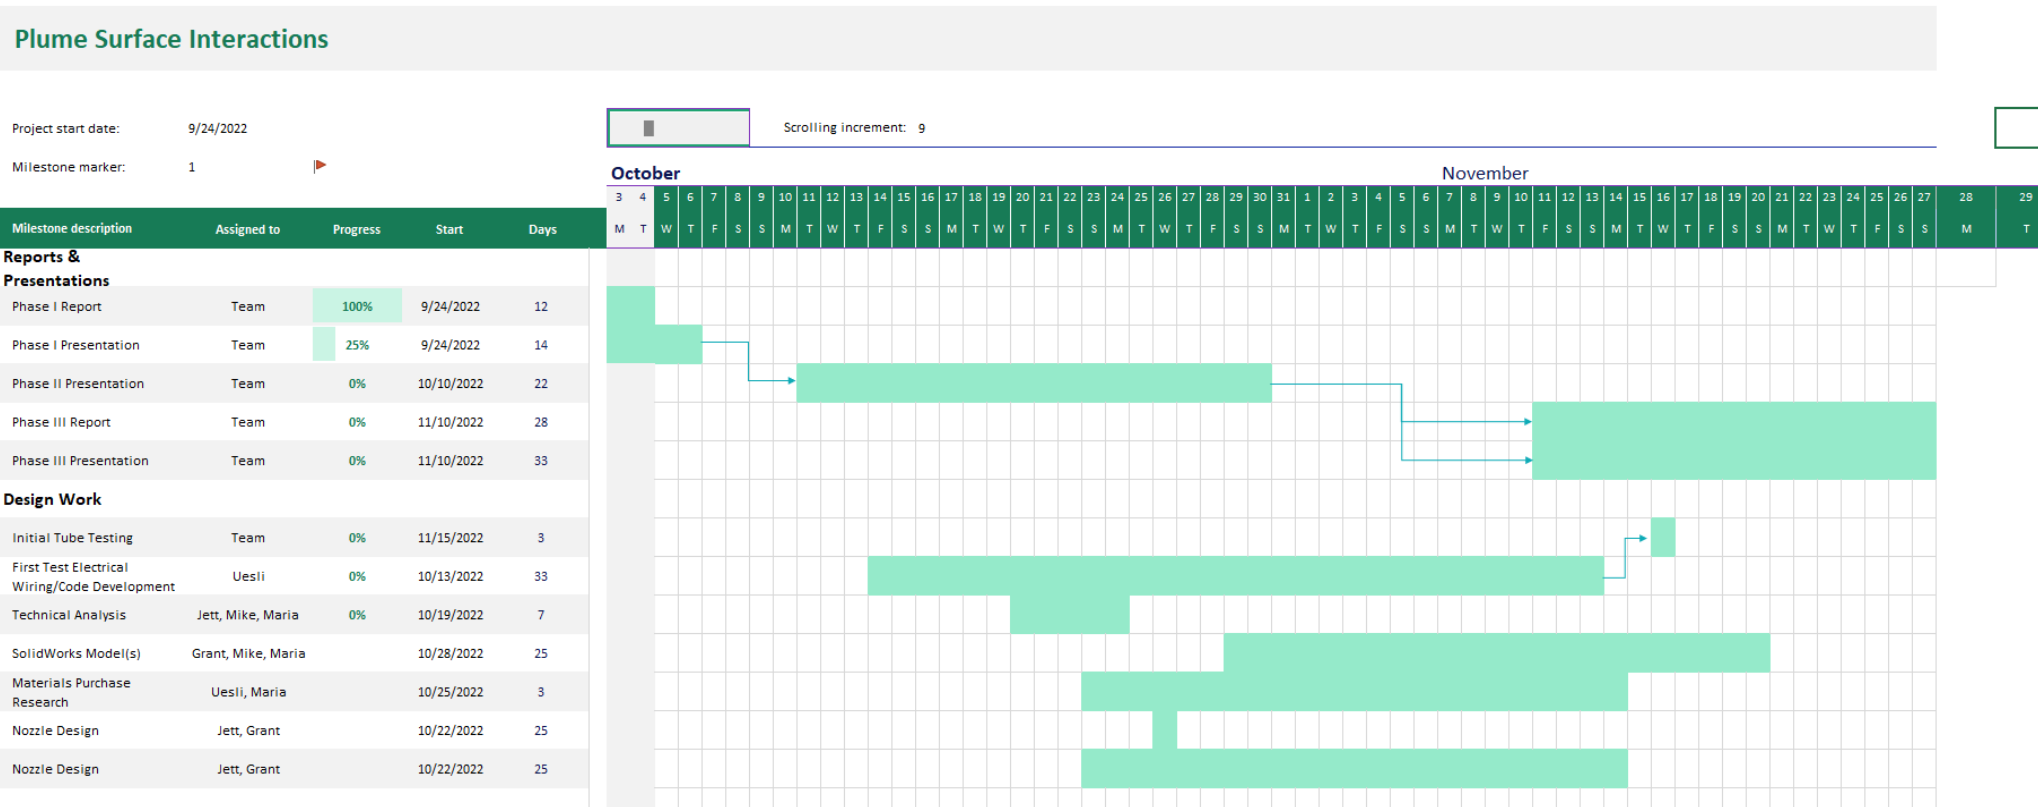 Plume Surface Interactions
Project start date: 9/24/2022
Scrolling increment: 9
Milestone marker: 1
October November
3 4 5 6 7 8 9 10 11 12 13 14 15 16 17 18 19 20 21 22 23 24 25 26 27 28 29 30 31 1 2 3 4 5 6 7 8 9 10 11 12 13 14 15 16 17 18 19 20 21 22 23 24 25 26 27 28 29
Milestone description Assigned to Progress Start Days
M T W T F S S M T W T F S S M T W T F S S M T W T F S S M T W T F S S M T W T F S S M T W T F S S M T W T F S S M T
Reports &
Presentations
Phase I Report Team 100% 9/24/2022 12
Phase I Presentation Team 25% 9/24/2022 14
Phase II Presentation Team 0% 10/10/2022 22
Phase III Report Team 0% 11/10/2022 28
Phase III Presentation Team 0% 11/10/2022 33
Design Work
Initial Tube Testing Team 0% 11/15/2022 3
First Test Electrical
Wiring/Code Development Uesli 0% 10/13/2022 33
Technical Analysis Jett, Mike, Maria 0% 10/19/2022 7
SolidWorks Model(s) Grant, Mike, Maria 10/28/2022 25
Materials Purchase
Research Uesli, Maria 10/25/2022 3
Nozzle Design Jett, Grant 10/22/2022 25
Nozzle Design Jett, Grant 10/22/2022 25